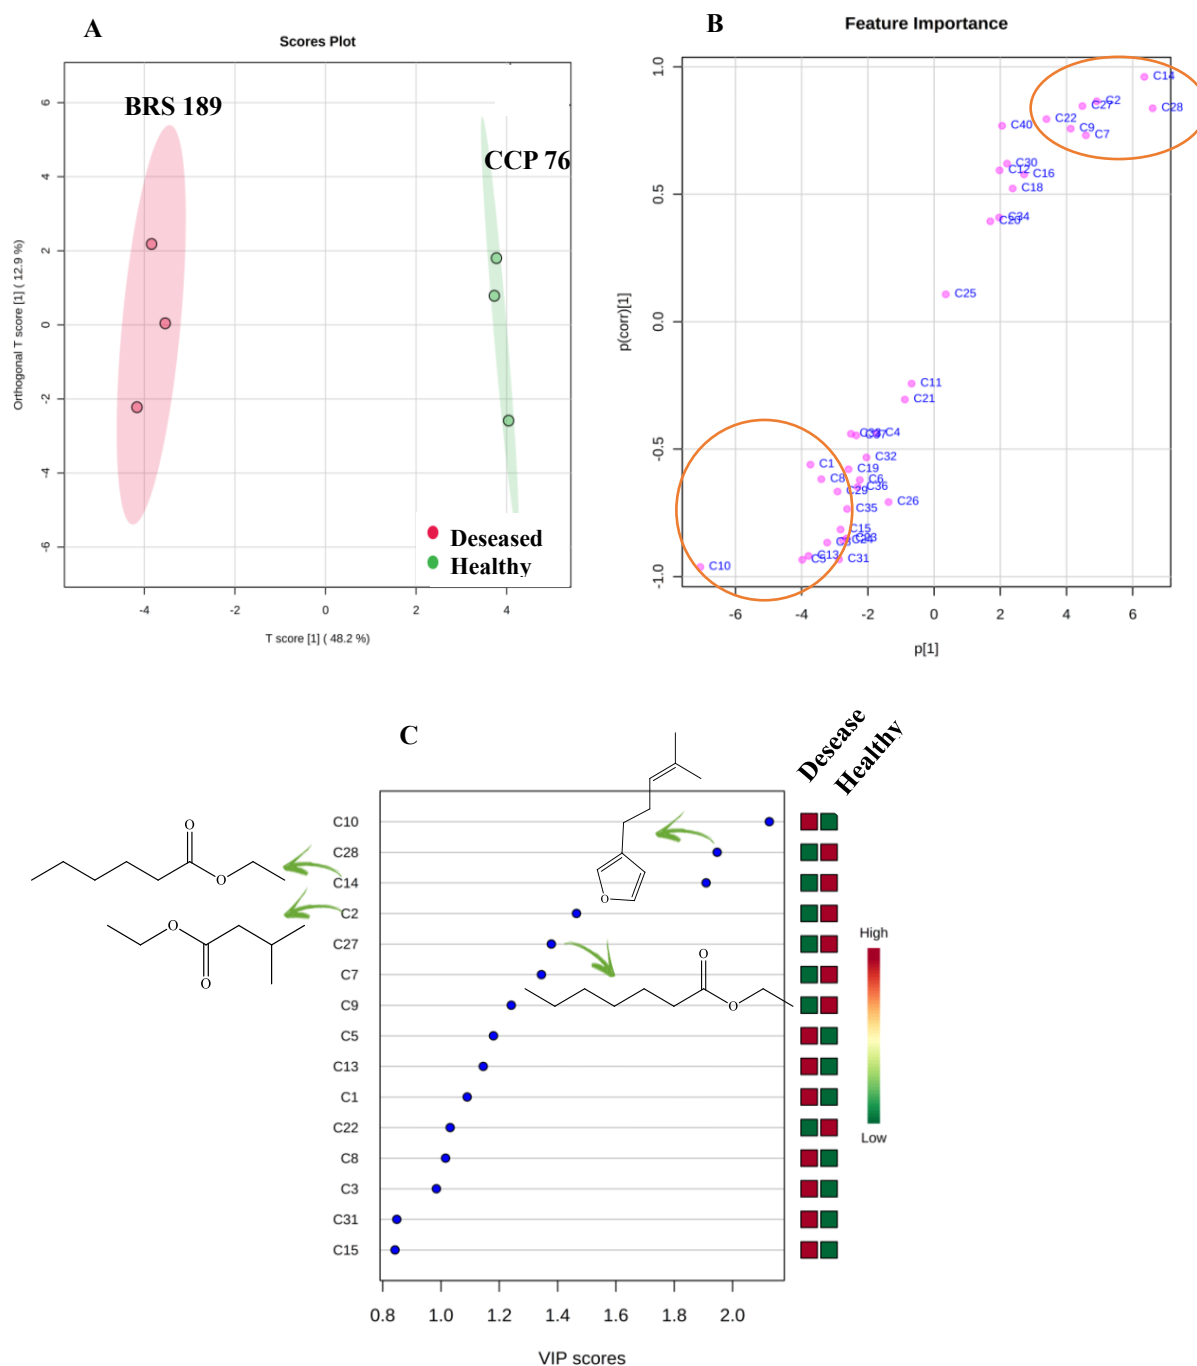 A
Scores Plot
BRS 189
CCP 76
Orthogonal T score [1] ( 12.9 %)
6
4
2
0
-2
-4
-6
-4
-2
0
2
4
T score [1] ( 48.2 %)
Deseased
Healthy
B
Feature Importance
p(corr)[1]
1.0
0.5
0.0
-0.5
-1.0
C14
C2
C27
C28
C22
C9
C7
C40
C30
C12
C16
C18
C34
C20
C25
C11
C21
C4
C32
C1
C19
C8
C6
C36
C29
C26
C35
C15
C23
C24
C3
C13
C5
C31
C10
-6
-4
-2
0
2
4
6
p[1]
C
Desease
Healthy
C10
C28
C14
C2
C27
C7
C9
C5
C13
C1
C22
C8
C3
C31
C15
O
O
O
O
O
O
O
High
Low
0.8
1.0
1.2
1.4
1.6
1.8
2.0
VIP scores